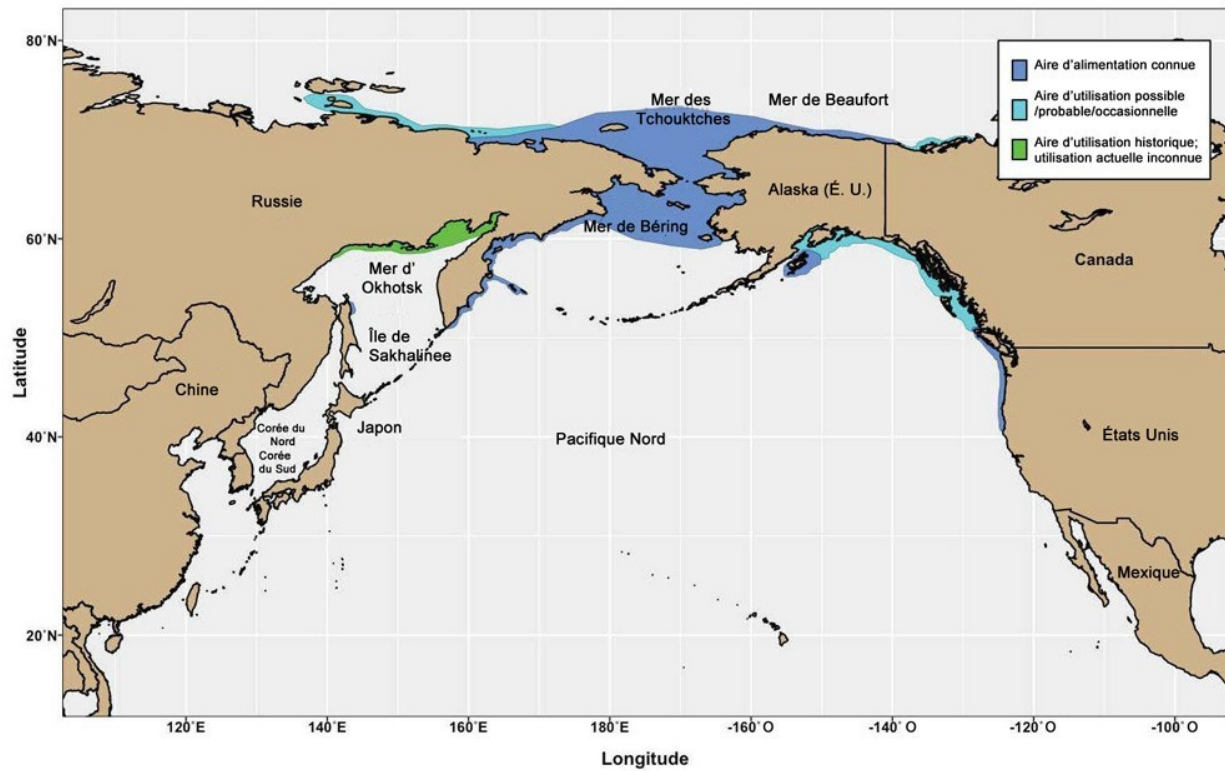 80°N
60°N
40°N
20°N
Latitude
Aire d'alimentation connue
Aire d'utilisation possible
/probable/occasionnelle
Aire d'utilisation historique;
utilisation actuelle inconnue
Mer des
Tchouktches
Mer de Beaufort
Russie
Alaska (É. U.)
Mer de Béring
Canada
Mer d'
Okhotsk
Île de
Sakhalinee
Chine
Japon
Corée du
Nord
Corée
du Sud
Pacifique Nord
États Unis
Mexique
120°E
140°E
160°E
180°E
-160°O
-140°O
-120°O
-100°O
Longitude